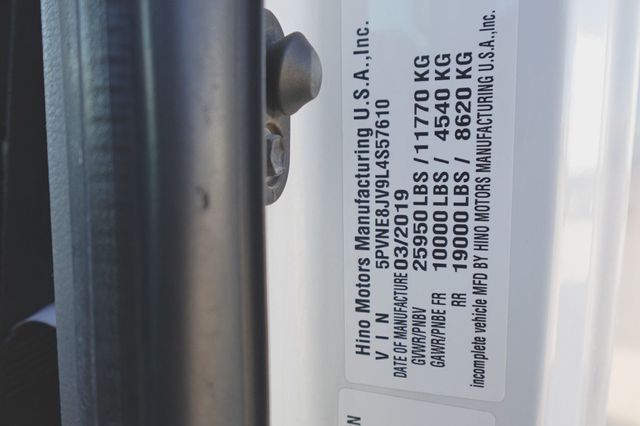 Hino Motors Manufacturing U.S.A.,Inc.
VIN 5PVNE8JV9L4S57610
DATE OF MANUFACTURE 03/2019
GVWR/PNBV 25950 LBS / 11770 KG
GAWR/PNBE FR 10000 LBS / 4540 KG
RR 19000 LBS / 8620 KG
incomplete vehicle MFD BY HINO MOTORS MANUFACTURING U.S.A.,Inc.
N